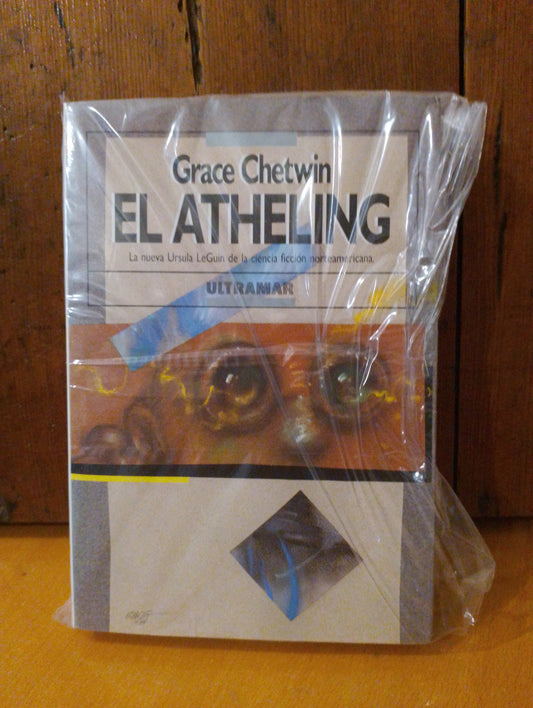 Grace Chetwin
EL ATHELING
La nueva Ursula LeGuin de la ciencia ficción norteamericana.
ULTRAMAR